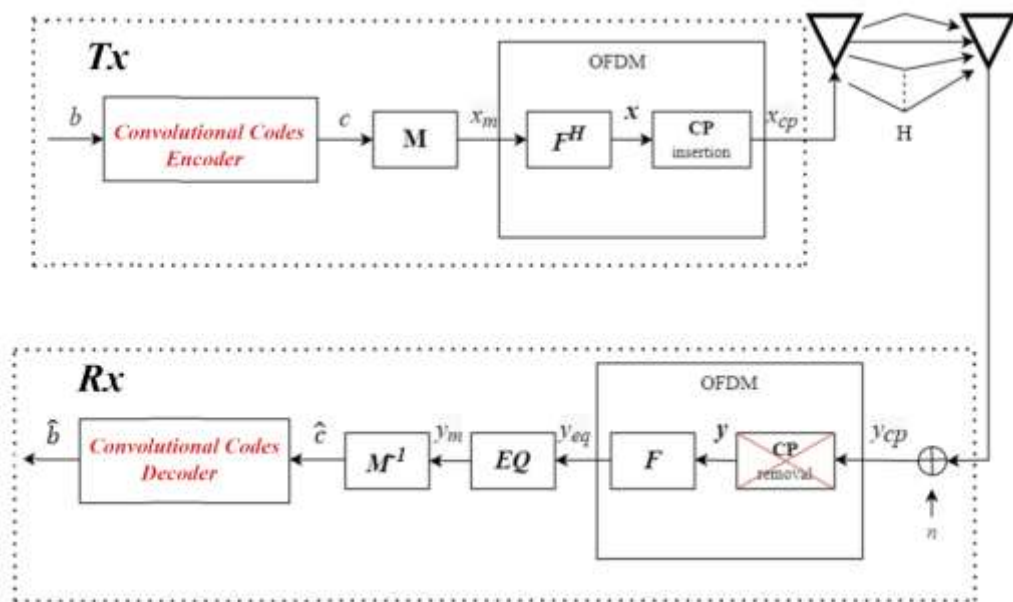 Tx
OFDM
b
Convolutional Codes
Encoder
c
M
x_m
F^H
x
CP
insertion
x_cp
H
Rx
OFDM
b̂
Convolutional Codes
Decoder
ĉ
M^-1
y_m
EQ
y_eq
F
y
CP
removal
y_cp
n